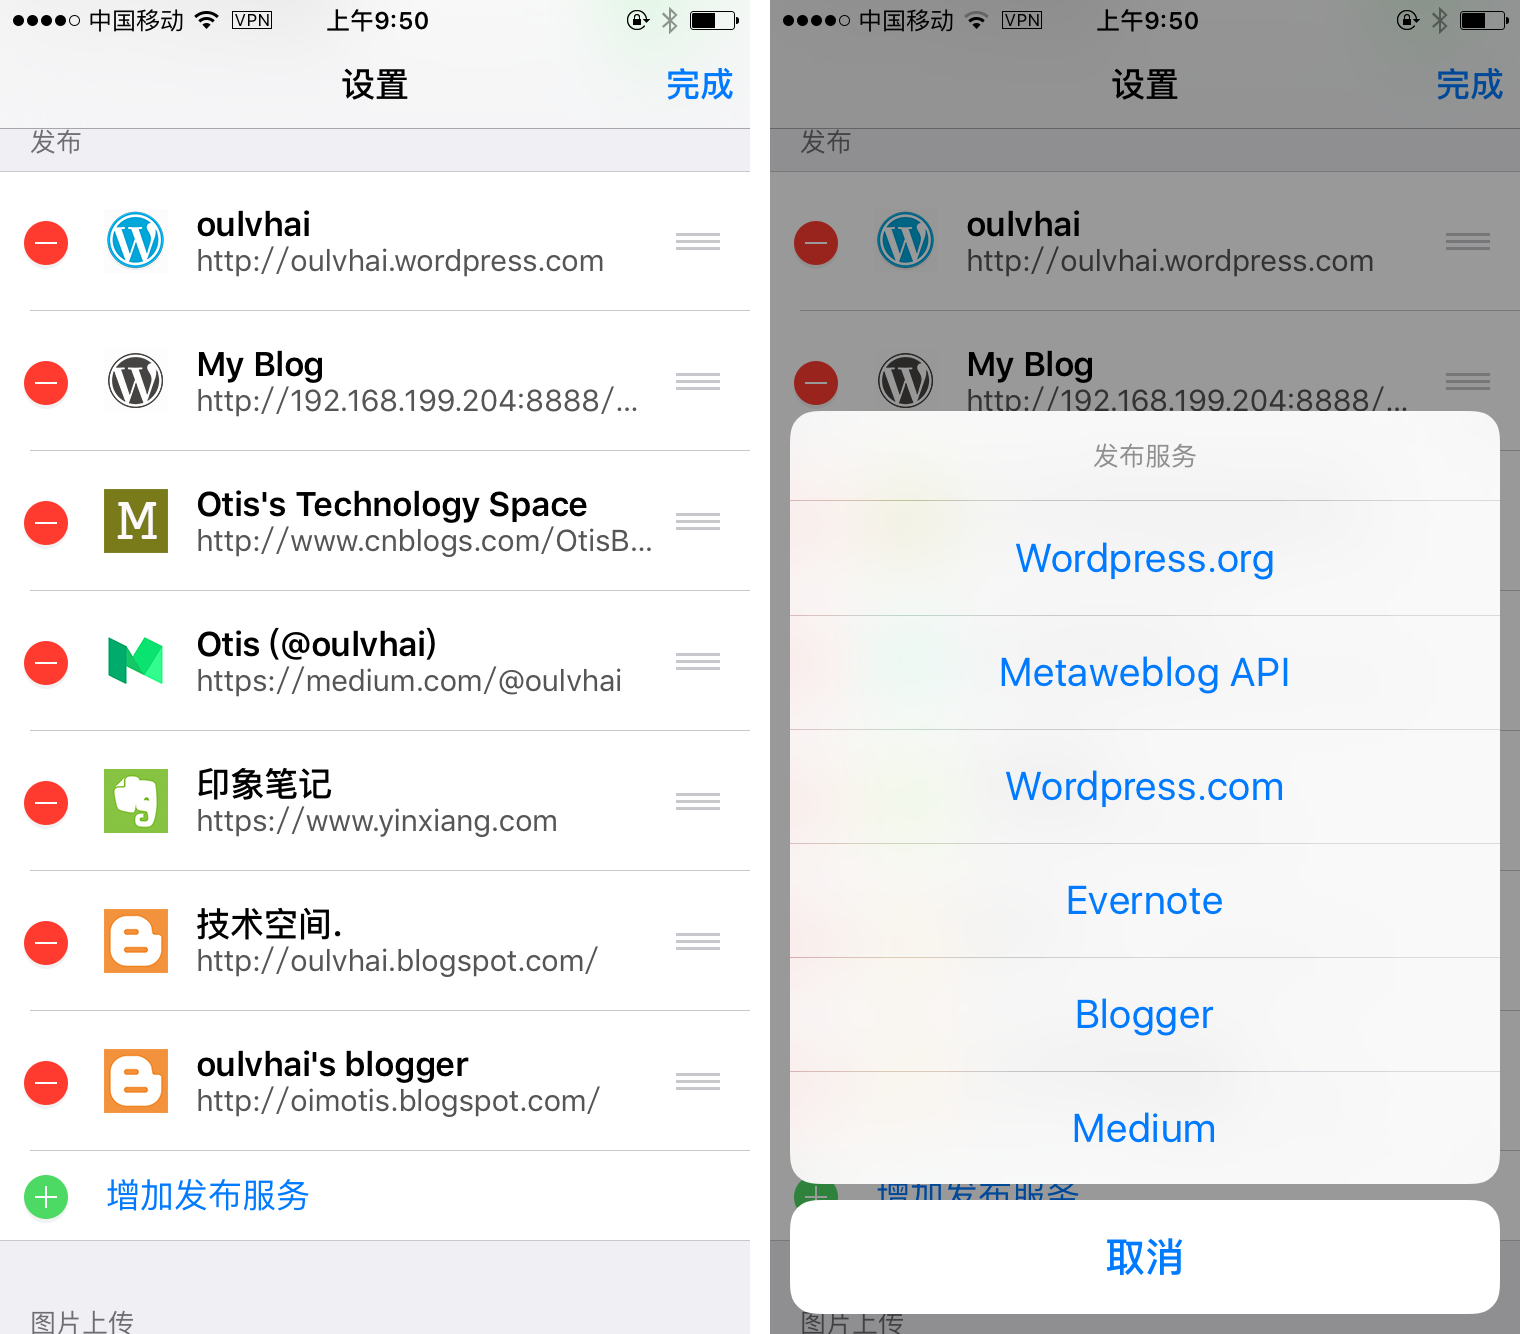 中国移动 VPN 上午9:50
设置 完成
发布
oulvhai
http://oulvhai.wordpress.com
My Blog
http://192.168.199.204:8888/...
Otis's Technology Space
http://www.cnblogs.com/OtisB...
Otis (@oulvhai)
https://medium.com/@oulvhai
印象笔记
https://www.yinxiang.com
技术空间.
http://oulvhai.blogspot.com/
oulvhai's blogger
http://oimotis.blogspot.com/
增加发布服务
图片上传
中国移动 VPN 上午9:50
设置 完成
发布
oulvhai
http://oulvhai.wordpress.com
My Blog
http://192.168.199.204:8888/...
发布服务
Wordpress.org
Metaweblog API
Wordpress.com
Evernote
Blogger
Medium
增加发布服务
取消
图片上传